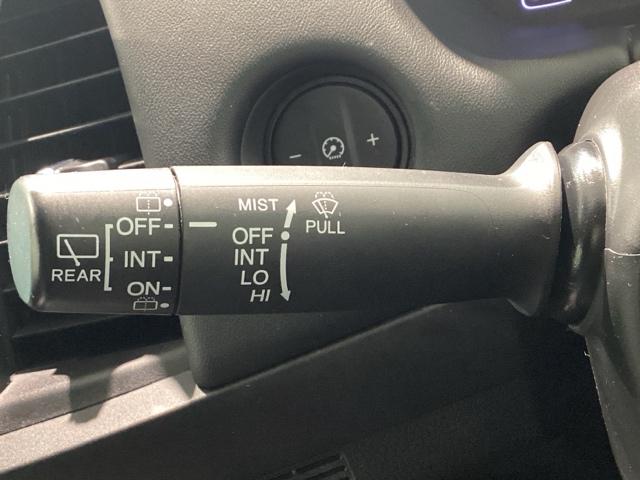 REAR
OFF
INT
ON
MIST
OFF
INT
LO
HI
PULL
− +